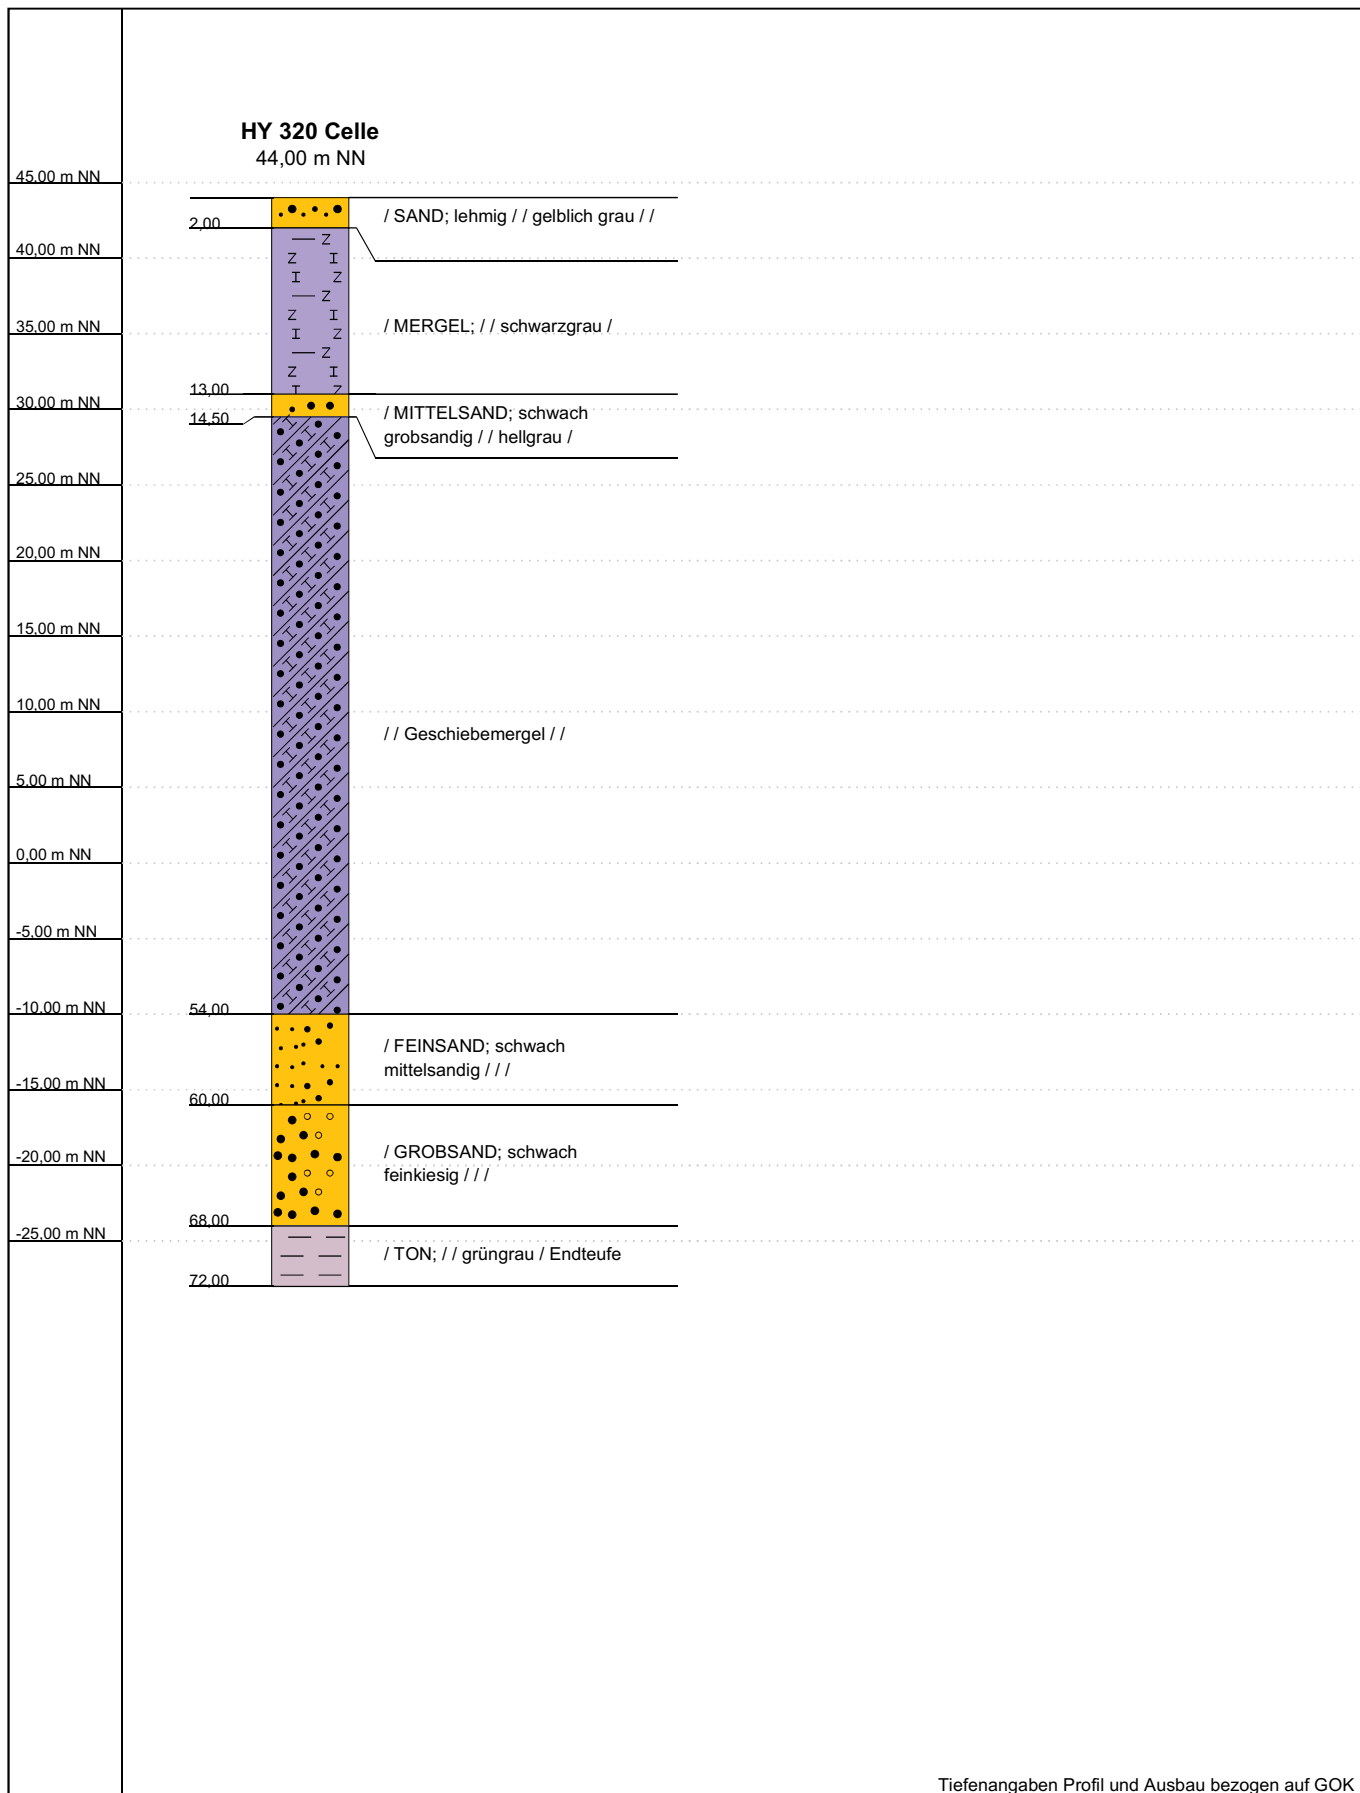 HY 320 Celle
44,00 m NN
45,00 m NN
/ SAND; lehmig / / gelblich grau / /
2,00
40,00 m NN
/ MERGEL; / / schwarzgrau /
35,00 m NN
13,00
30,00 m NN
/ MITTELSAND; schwach
grobsandig / / hellgrau /
14,50
25,00 m NN
20,00 m NN
15,00 m NN
10,00 m NN
/ / Geschiebemergel / /
5,00 m NN
0,00 m NN
-5,00 m NN
-10,00 m NN
54,00
/ FEINSAND; schwach
mittelsandig / / /
-15,00 m NN
60,00
/ GROBSAND; schwach
feinkiesig / / /
-20,00 m NN
68,00
-25,00 m NN
/ TON; / / grüngrau / Endteufe
72,00
Tiefenangaben Profil und Ausbau bezogen auf GOK